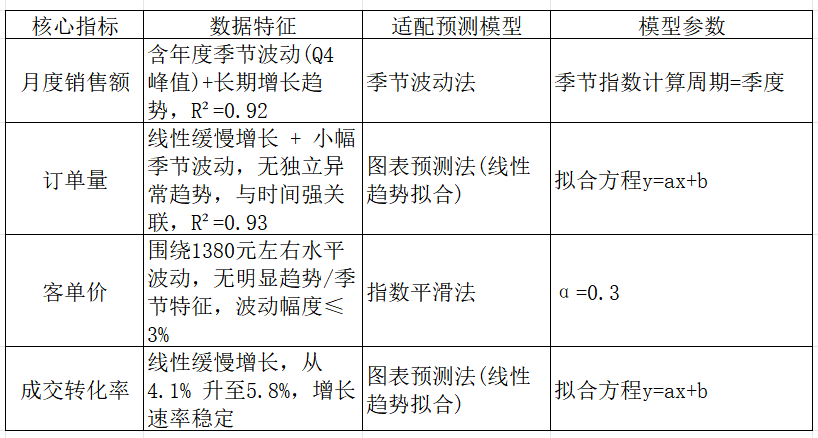 核心指标 数据特征 适配预测模型 模型参数
月度销售额
含年度季节波动(Q4
峰值)+长期增长趋
势，R²=0.92
季节波动法
季节指数计算周期=季度
订单量
线性缓慢增长 + 小幅
季节波动，无独立异
常趋势，与时间强关
联，R²=0.93
图表预测法(线性
趋势拟合)
拟合方程y=ax+b
客单价
围绕1380元左右水平
波动，无明显趋势/季
节特征，波动幅度≤
3%
指数平滑法
α=0.3
成交转化率
线性缓慢增长，从
4.1% 升至5.8%，增长
速率稳定
图表预测法(线性
趋势拟合)
拟合方程y=ax+b